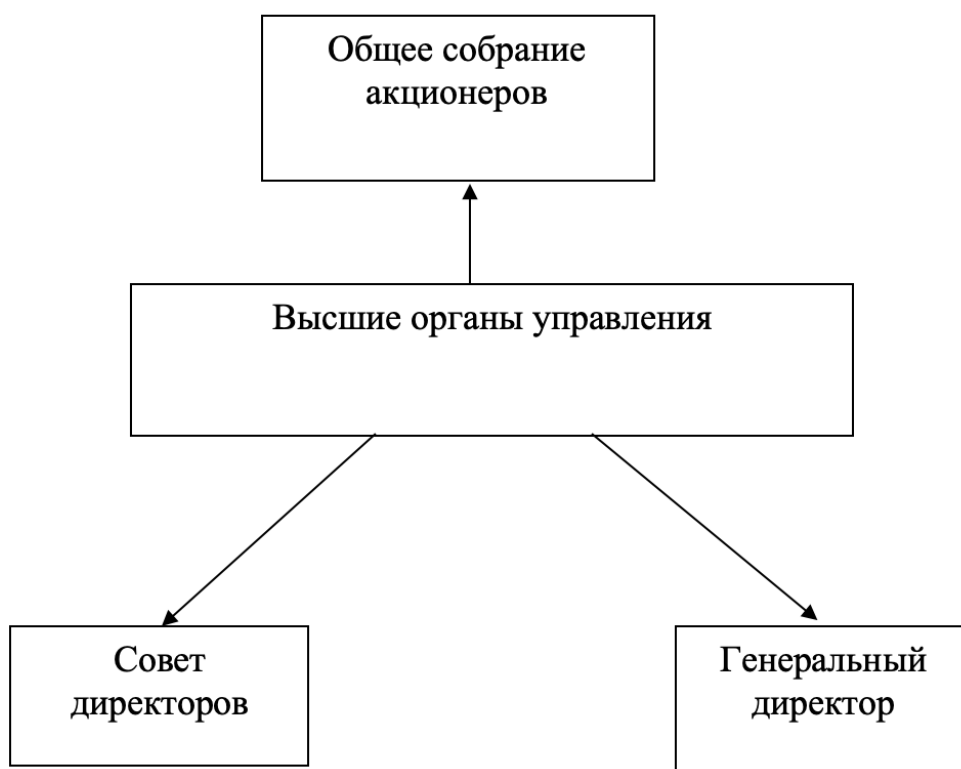 Общее собрание
акционеров
Высшие органы управления
Совет
директоров
Генеральный
директор